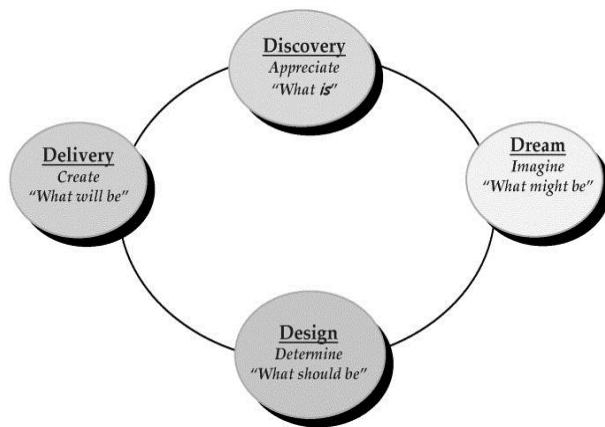 Discovery
Appreciate
“What is”
Delivery
Create
“What will be”
Dream
Imagine
“What might be”
Design
Determine
“What should be”